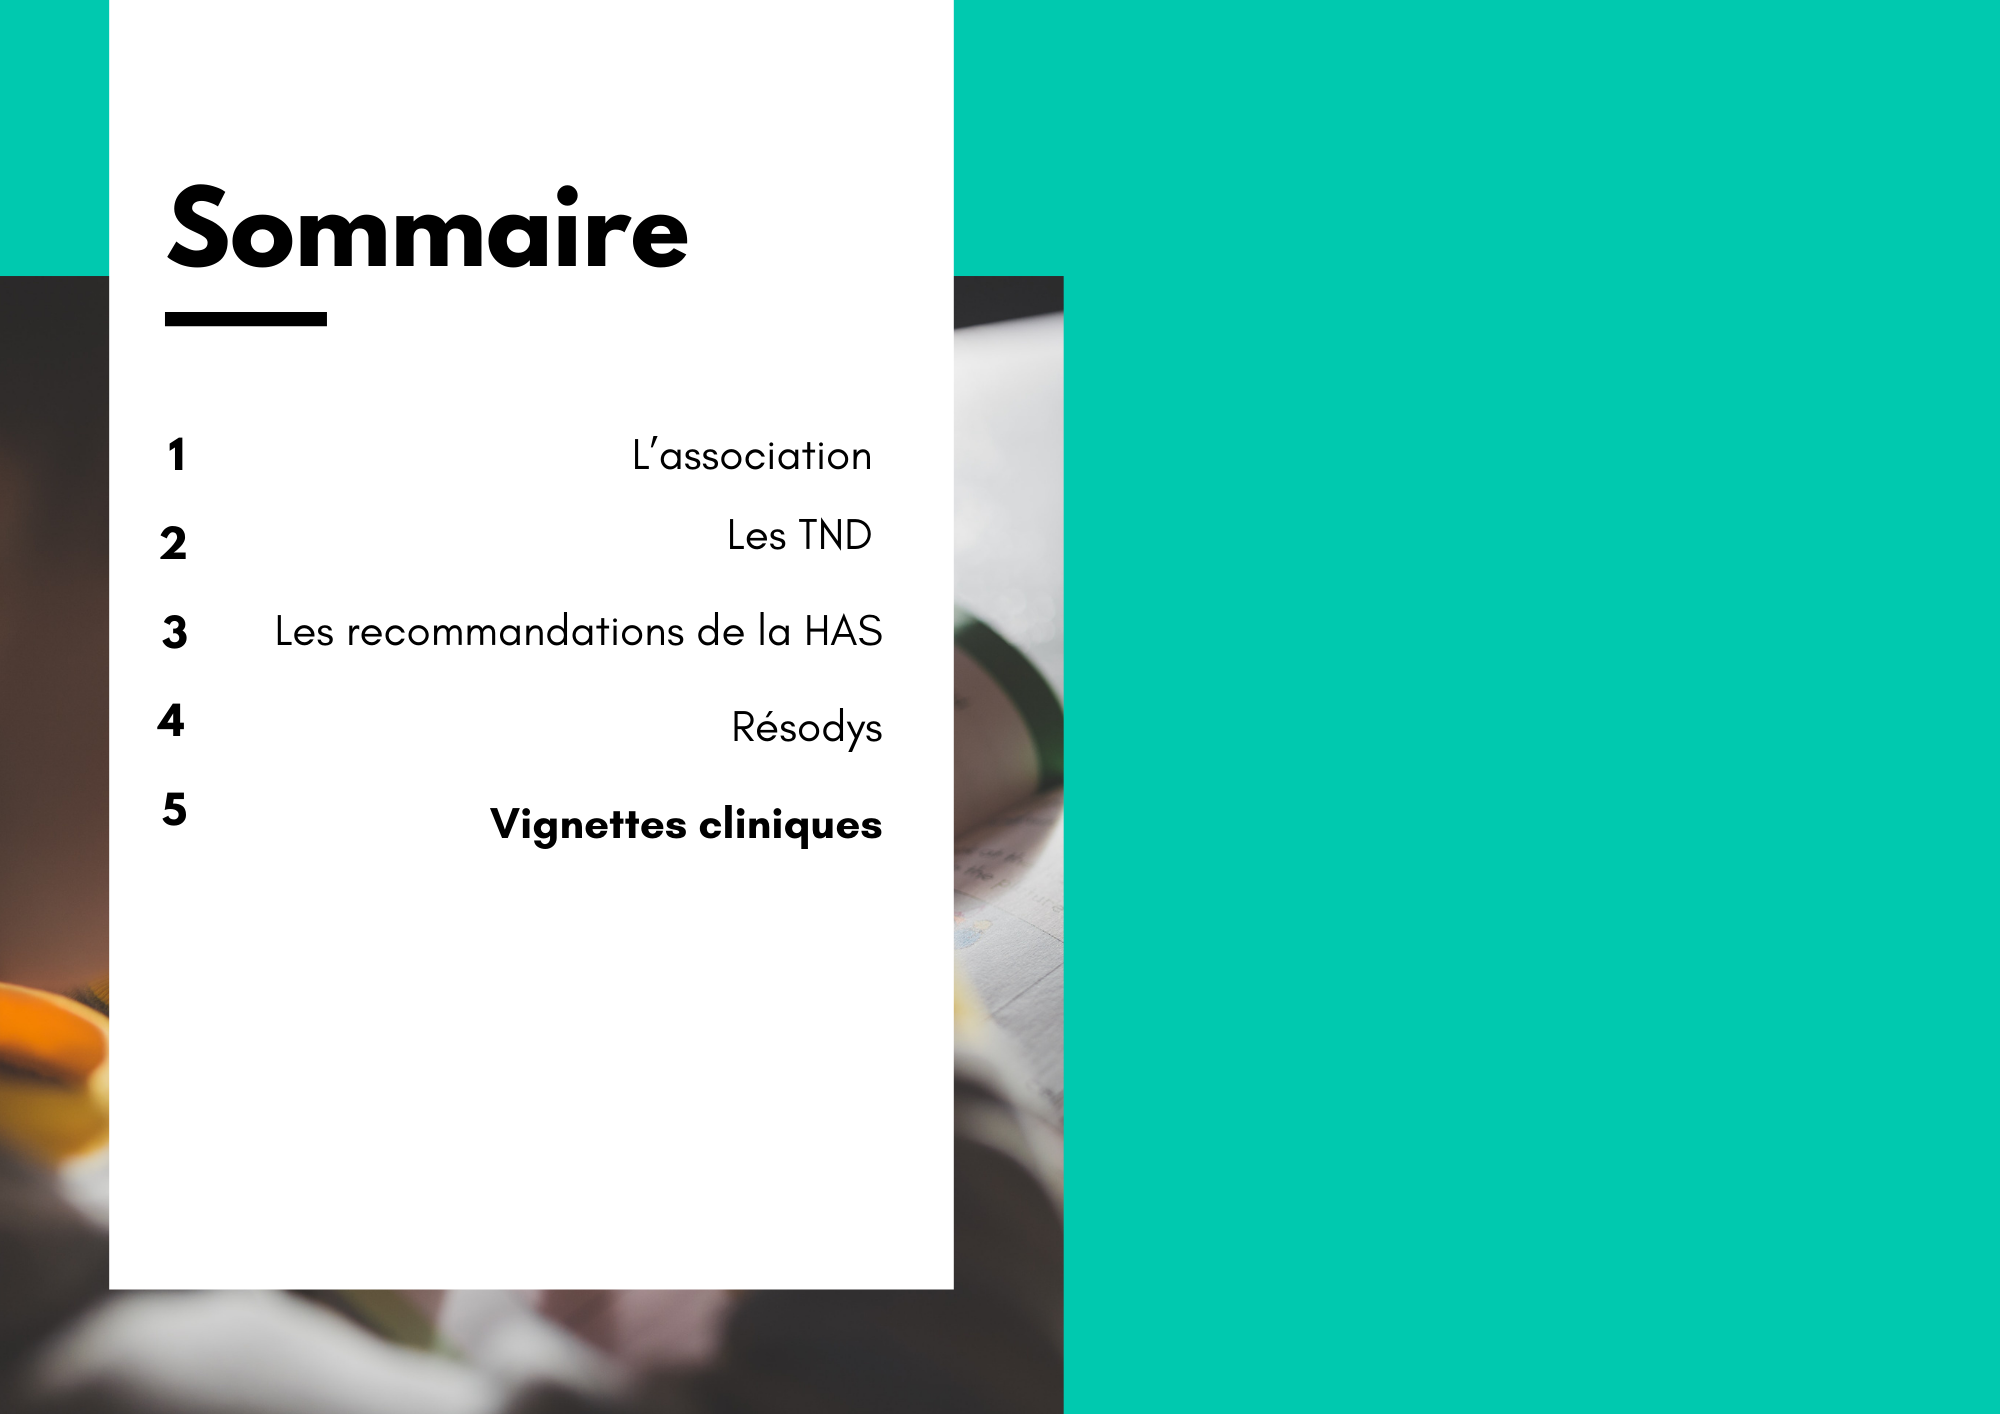 Sommaire
1 L’association
2 Les TND
3 Les recommandations de la HAS
4 Résodys
5 Vignettes cliniques